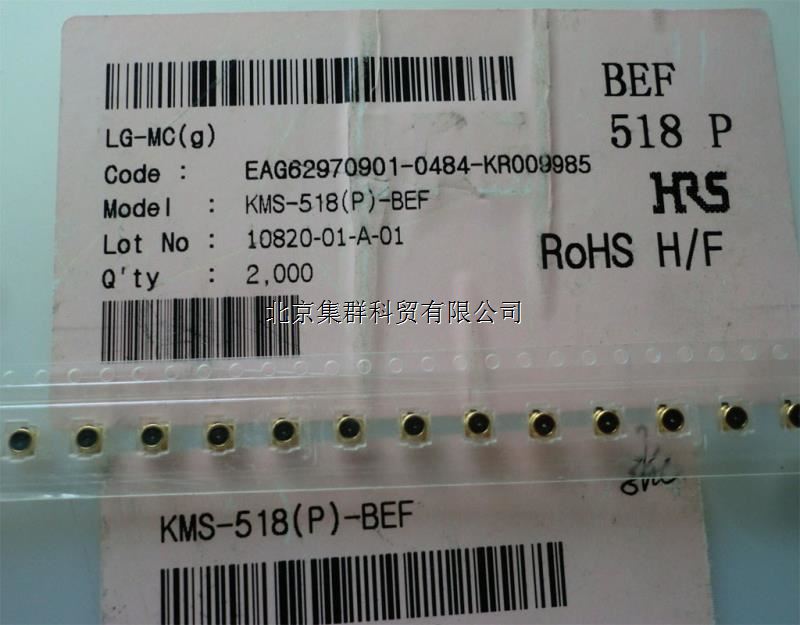 BEF
518 P
LG-MC(g)
Code : EAG62970901-0484-KR009985
Model : KMS-518(P)-BEF
HRS
Lot No : 10820-01-A-01
RoHS H/F
Q'ty : 2,000
北京集群科贸有限公司
KMS-518(P)-BEF